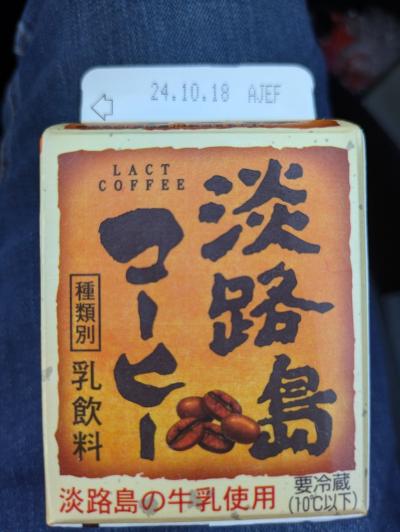 24.10.18 AJEF
LACT
COFFEE
淡路島
コーヒー
種類別
乳飲料
淡路島の牛乳使用
要冷蔵
(10℃以下)